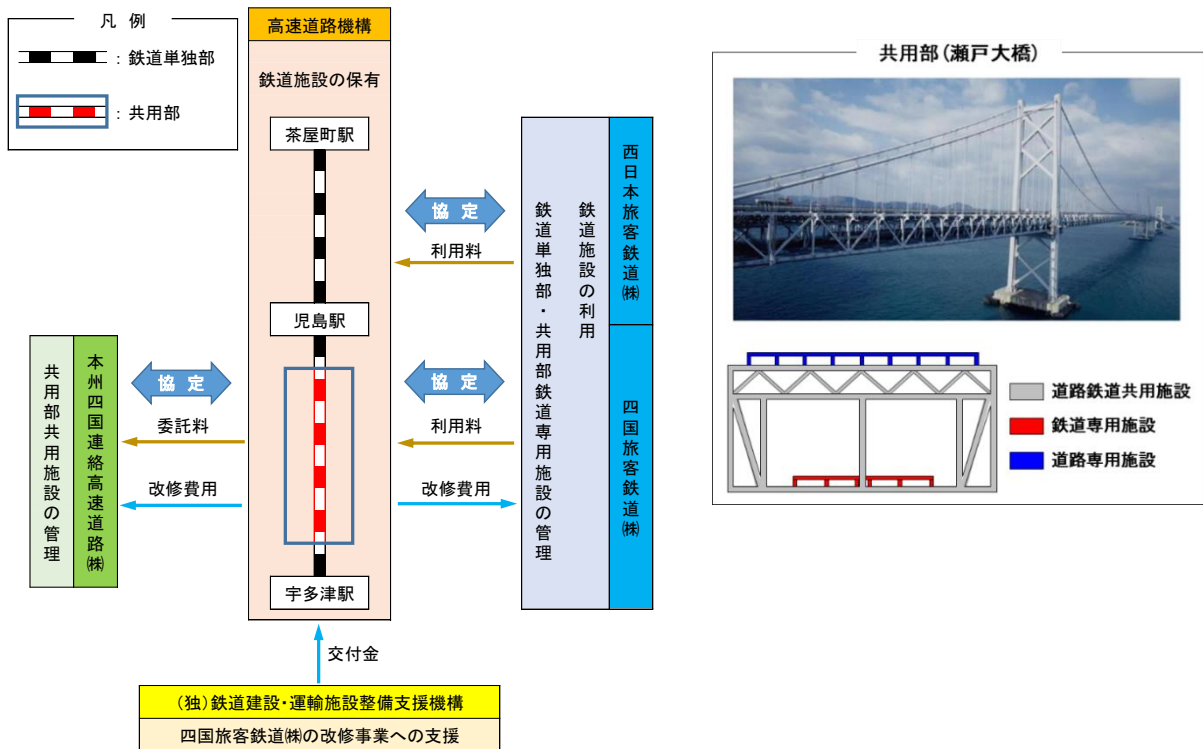 凡　例
：鉄道単独部
：共用部
高速道路機構
鉄道施設の保有
茶屋町駅
児島駅
宇多津駅
協 定
利用料
協 定
利用料
改修費用
協 定
委託料
改修費用
本州四国連絡高速道路㈱
共用部共用施設の管理
西日本旅客鉄道㈱
四国旅客鉄道㈱
鉄道施設の利用
鉄道単独部・共用部鉄道専用施設の管理
交付金
（独）鉄道建設・運輸施設整備支援機構
四国旅客鉄道㈱の改修事業への支援
共用部（瀬戸大橋）
道路鉄道共用施設
鉄道専用施設
道路専用施設